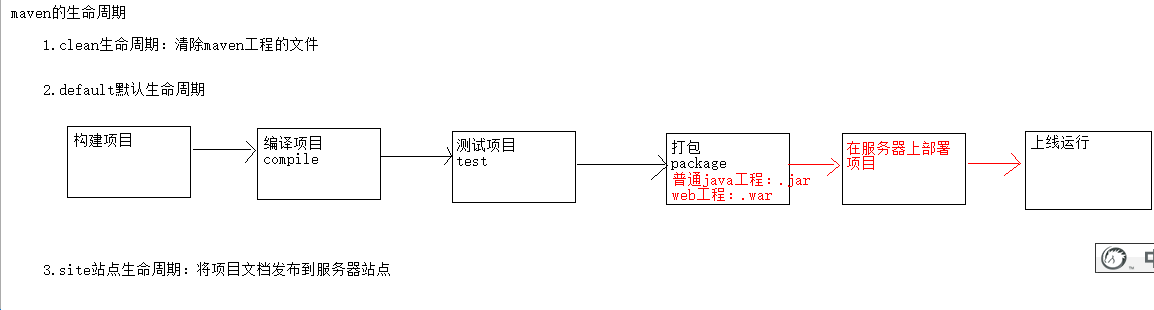 maven的生命周期
1.clean生命周期：清除maven工程的文件
2.default默认生命周期
构建项目
编译项目
compile
测试项目
test
打包
package
普通java工程：.jar
web工程：.war
在服务器上部署
项目
上线运行
3.site站点生命周期：将项目文档发布到服务器站点